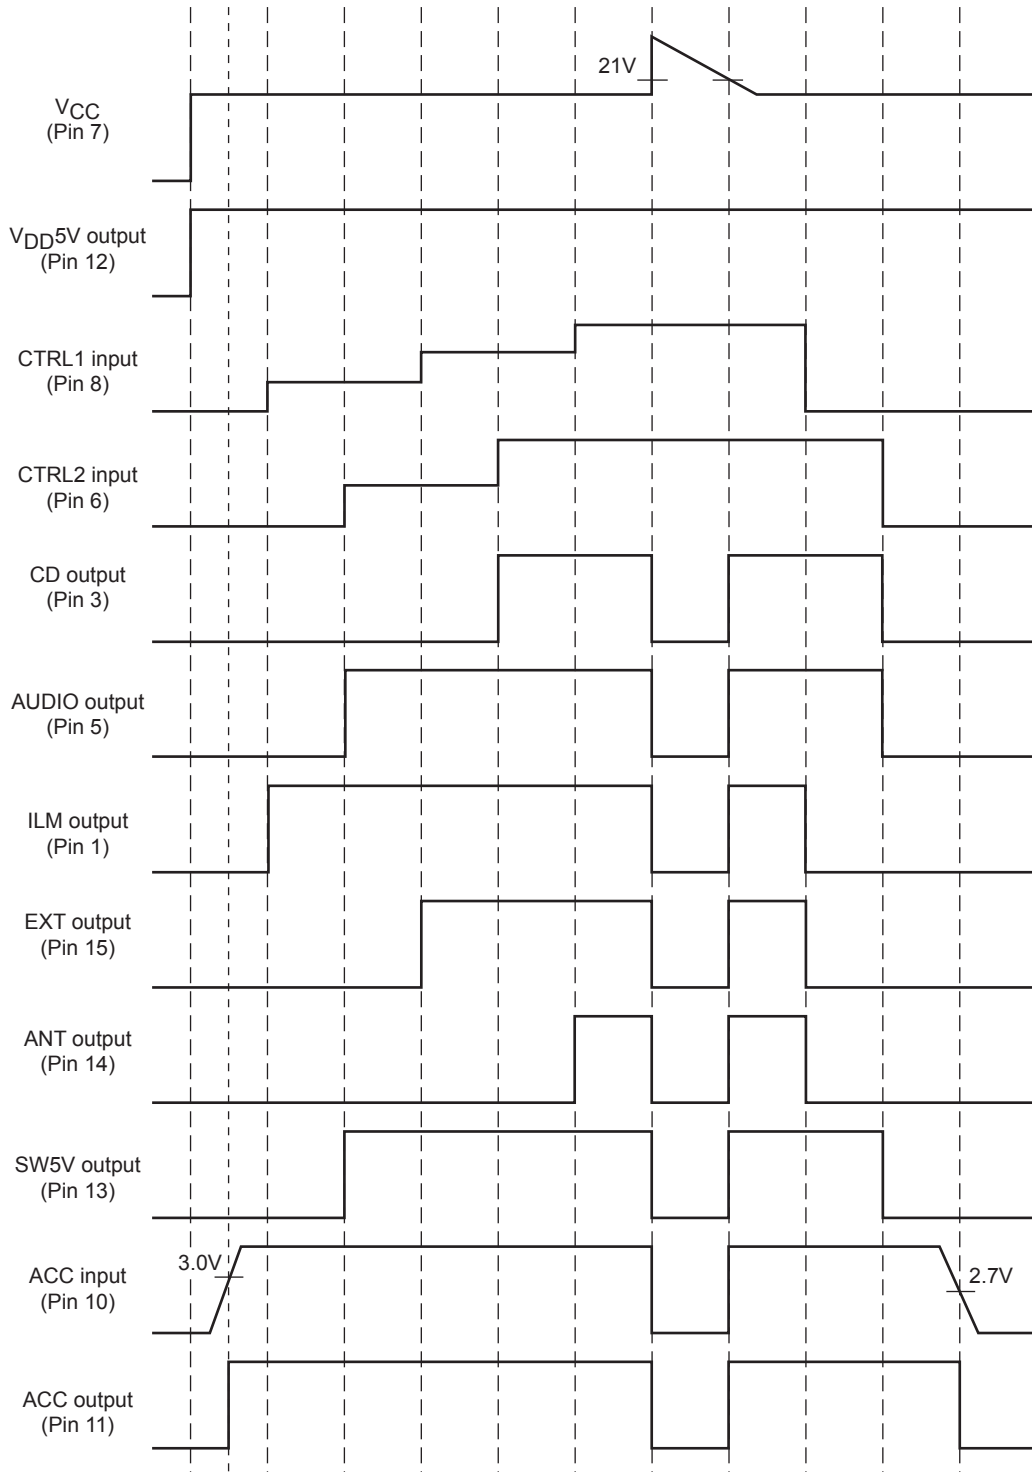 21V
VCC
(Pin 7)
VDD5V output
(Pin 12)
CTRL1 input
(Pin 8)
CTRL2 input
(Pin 6)
CD output
(Pin 3)
AUDIO output
(Pin 5)
ILM output
(Pin 1)
EXT output
(Pin 15)
ANT output
(Pin 14)
SW5V output
(Pin 13)
3.0V
ACC input
(Pin 10)
2.7V
ACC output
(Pin 11)